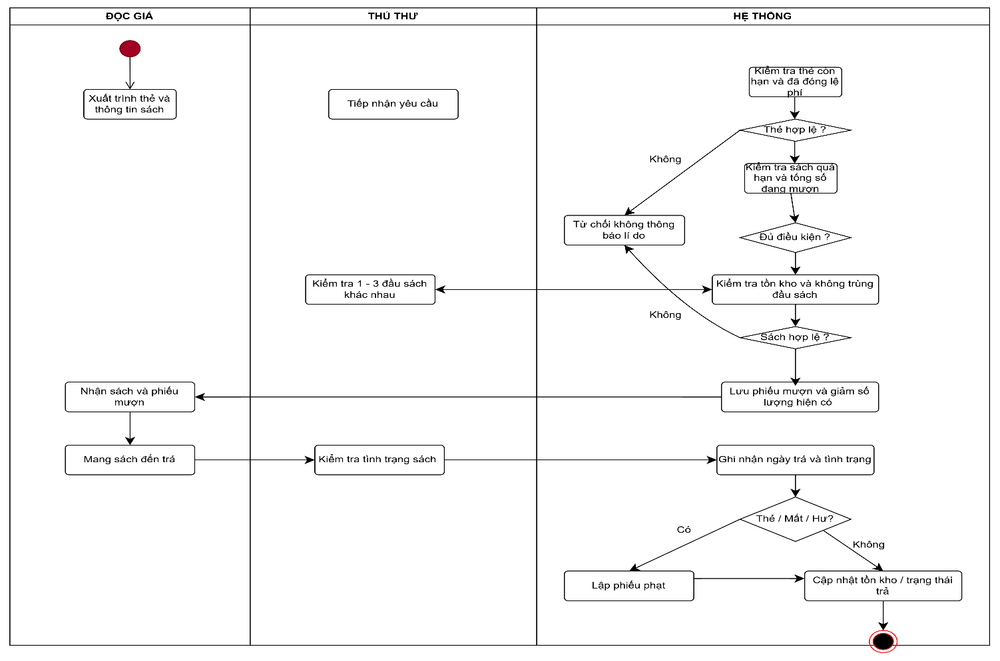 ĐỌC GIẢ
THỦ THƯ
HỆ THỐNG
Xuất trình thẻ và
thông tin sách
Tiếp nhận yêu cầu
Kiểm tra thẻ còn
hạn và đã đóng lệ
phí
Thẻ hợp lệ ?
Không
Kiểm tra sách quá
hạn và tổng số
đang mượn
Từ chối không thông
báo lí do
Đủ điều kiện ?
Kiểm tra 1 - 3 đầu sách
khác nhau
Kiểm tra tồn kho và không trùng
đầu sách
Không
Sách hợp lệ ?
Nhận sách và phiếu
mượn
Lưu phiếu mượn và giảm số
lượng hiện có
Mang sách đến trả
Kiểm tra tình trạng sách
Ghi nhận ngày trả và tình trạng
Thẻ / Mất / Hư?
Có
Không
Lập phiếu phạt
Cập nhật tồn kho / trạng thái
trả